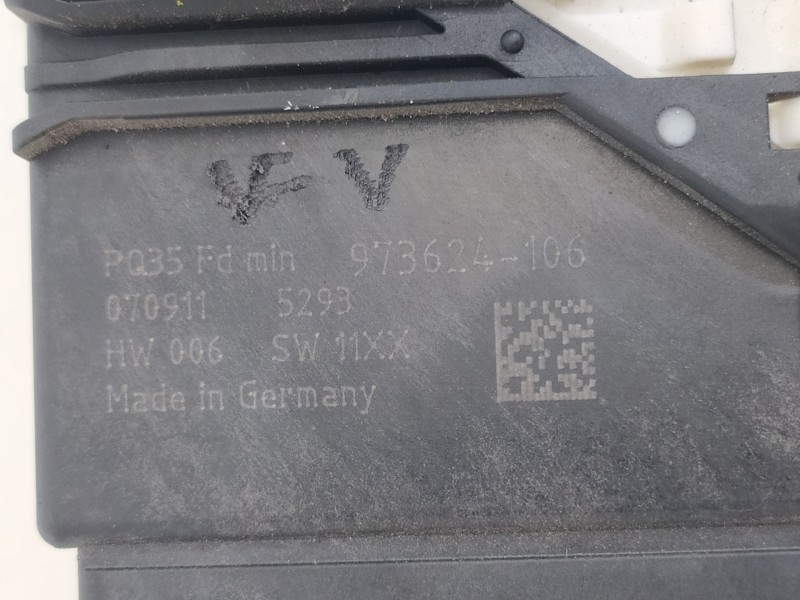 VF V
PQ35 Fd min 973624-106
070911 5293
HW 006 SW 11XX
Made in Germany